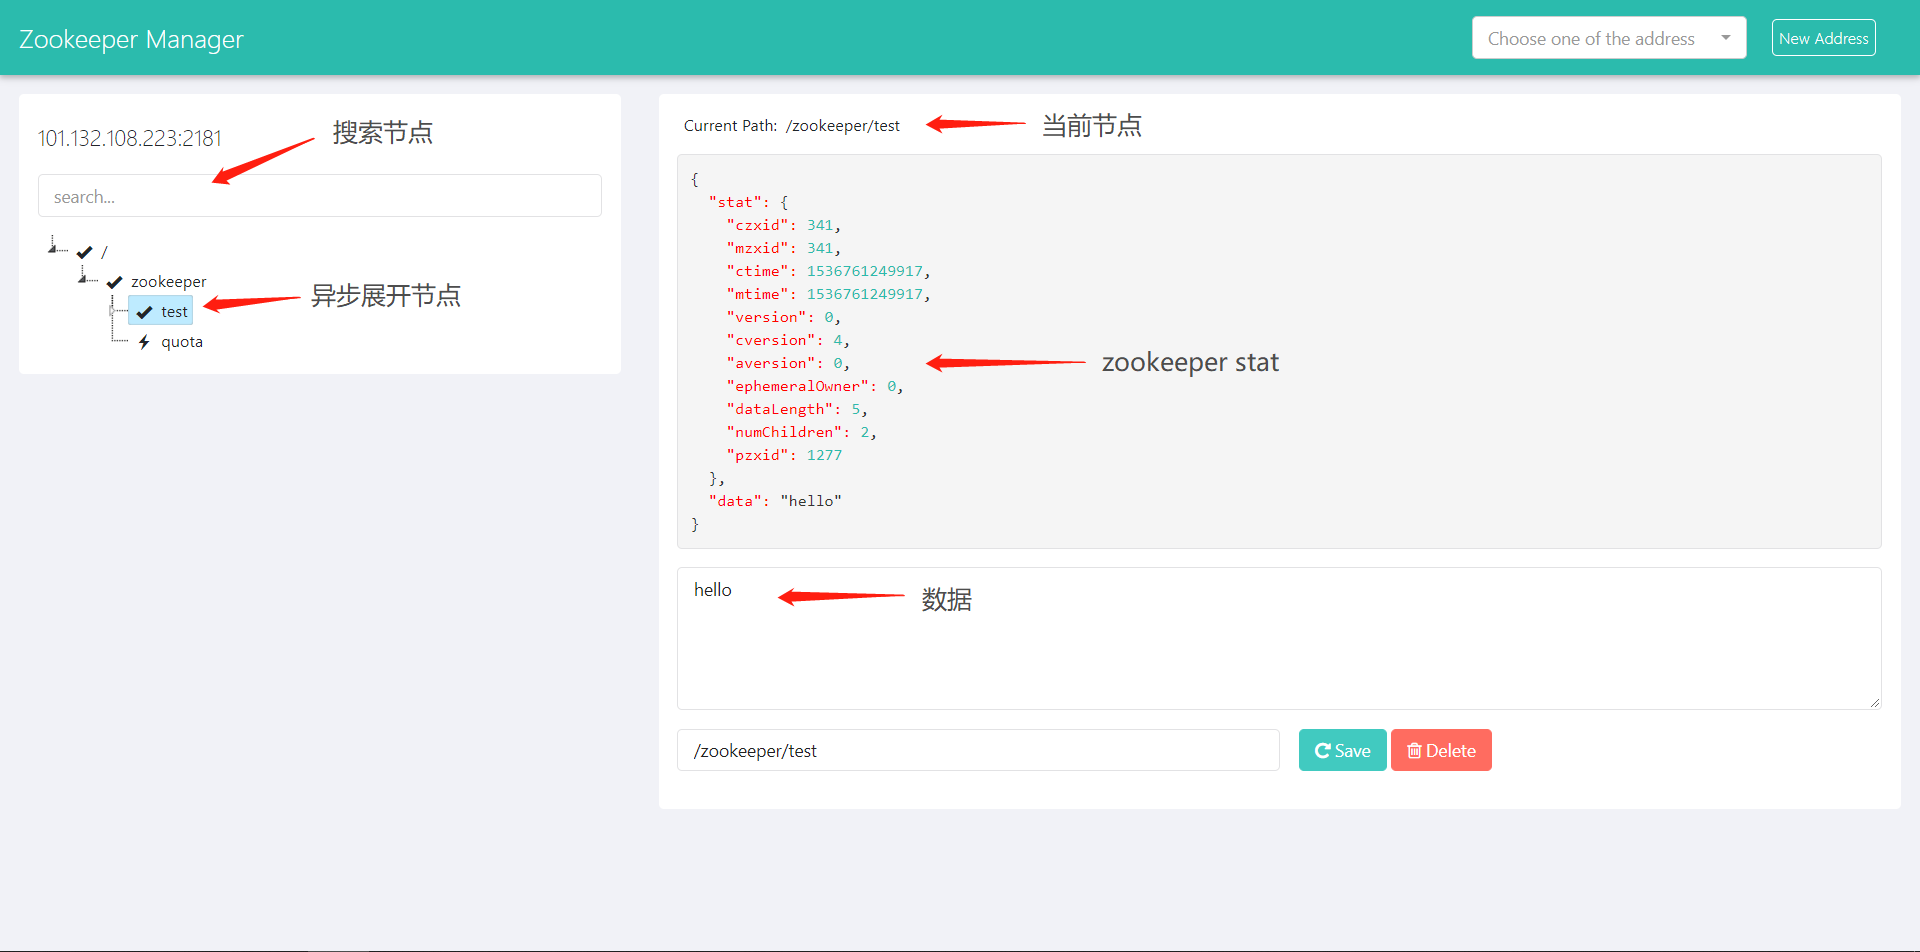 Zookeeper Manager
Choose one of the address
New Address
101.132.108.223:2181
搜索节点
search...
/
zookeeper
test
异步展开节点
quota
Current Path: /zookeeper/test
当前节点
{
"stat": {
"czxid": 341,
"mzxid": 341,
"ctime": 1536761249917,
"mtime": 1536761249917,
"version": 0,
"cversion": 4,
"aversion": 0,
"ephemeralOwner": 0,
"dataLength": 5,
"numChildren": 2,
"pzxid": 1277
},
"data": "hello"
}
zookeeper stat
hello
数据
/zookeeper/test
Save
Delete